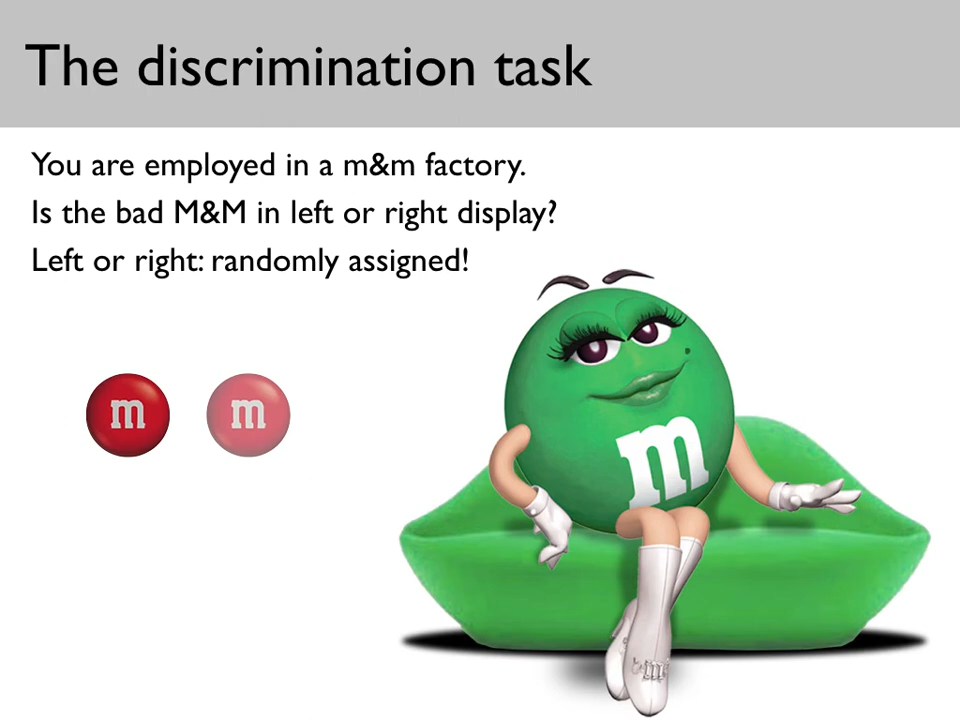 The discrimination task
You are employed in a m&m factory.
Is the bad M&M in left or right display?
Left or right: randomly assigned!
m m
m
m